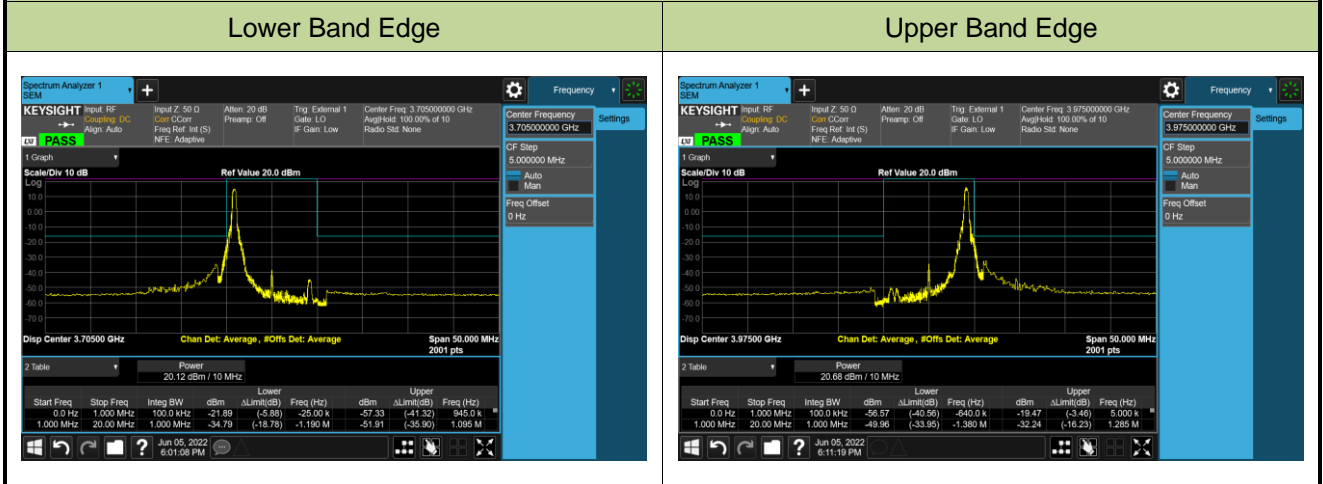 Lower Band Edge
Upper Band Edge
Spectrum Analyzer 1
SEM
+
Frequency
KEYSIGHT Input: RF Input Z: 50 Ω Atten: 20 dB Trig: External 1 Center Freq: 3.705000000 GHz
Coupling: DC Corr CCorr Preamp: Off Gate: LO Avg|Hold: 100.00% of 10
Align: Auto Freq Ref: Int (S) IF Gain: Low Radio Std: None
NFE: Adaptive
LXI PASS
Center Frequency
3.705000000 GHz
Settings
CF Step
5.000000 MHz
Auto
Man
Freq Offset
0 Hz
1 Graph
Scale/Div 10 dB Ref Value 20.0 dBm
Log
10.0
0.00
-10.0
-20.0
-30.0
-40.0
-50.0
-60.0
-70.0
Disp Center 3.70500 GHz Chan Det: Average, #Offs Det: Average Span 50.000 MHz
2001 pts
2 Table
Power
20.12 dBm / 10 MHz
Lower Upper
Start Freq Stop Freq Integ BW dBm ΔLimit(dB) Freq (Hz) dBm ΔLimit(dB) Freq (Hz)
0.0 Hz 1.000 MHz 100.0 kHz -21.89 (-5.88) -25.00 k -57.33 (-41.32) 945.0 k
1.000 MHz 20.00 MHz 1.000 MHz -34.79 (-18.78) -1.190 M -51.91 (-35.90) 1.095 M
?
Jun 05, 2022
6:01:08 PM
Spectrum Analyzer 1
SEM
+
Frequency
KEYSIGHT Input: RF Input Z: 50 Ω Atten: 20 dB Trig: External 1 Center Freq: 3.975000000 GHz
Coupling: DC Corr CCorr Preamp: Off Gate: LO Avg|Hold: 100.00% of 10
Align: Auto Freq Ref: Int (S) IF Gain: Low Radio Std: None
NFE: Adaptive
LXI PASS
Center Frequency
3.975000000 GHz
Settings
CF Step
5.000000 MHz
Auto
Man
Freq Offset
0 Hz
1 Graph
Scale/Div 10 dB Ref Value 20.0 dBm
Log
10.0
0.00
-10.0
-20.0
-30.0
-40.0
-50.0
-60.0
-70.0
Disp Center 3.97500 GHz Chan Det: Average, #Offs Det: Average Span 50.000 MHz
2001 pts
2 Table
Power
20.68 dBm / 10 MHz
Lower Upper
Start Freq Stop Freq Integ BW dBm ΔLimit(dB) Freq (Hz) dBm ΔLimit(dB) Freq (Hz)
0.0 Hz 1.000 MHz 100.0 kHz -56.57 (-40.56) -640.0 k -19.47 (-3.46) 5.000 k
1.000 MHz 20.00 MHz 1.000 MHz -49.96 (-33.95) -1.380 M -32.24 (-16.23) 1.285 M
?
Jun 05, 2022
6:11:19 PM